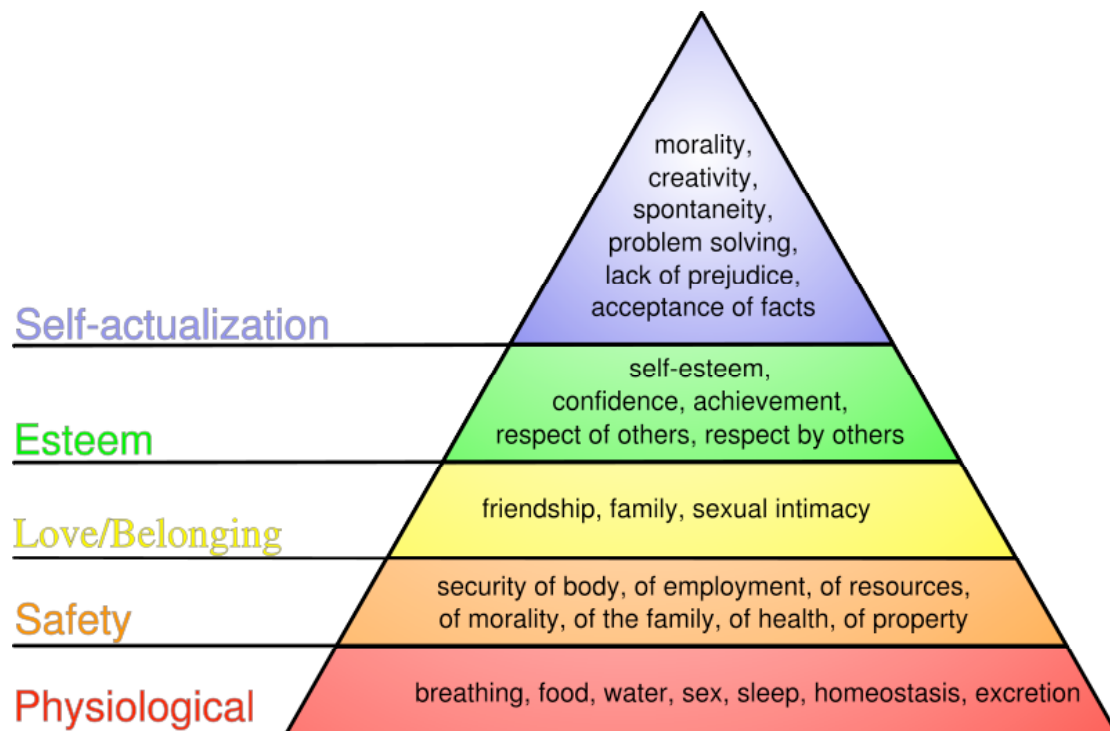 morality,
creativity,
spontaneity,
problem solving,
lack of prejudice,
acceptance of facts
Self-actualization
self-esteem,
confidence, achievement,
respect of others, respect by others
Esteem
friendship, family, sexual intimacy
Love/Belonging
security of body, of employment, of resources,
of morality, of the family, of health, of property
Safety
breathing, food, water, sex, sleep, homeostasis, excretion
Physiological